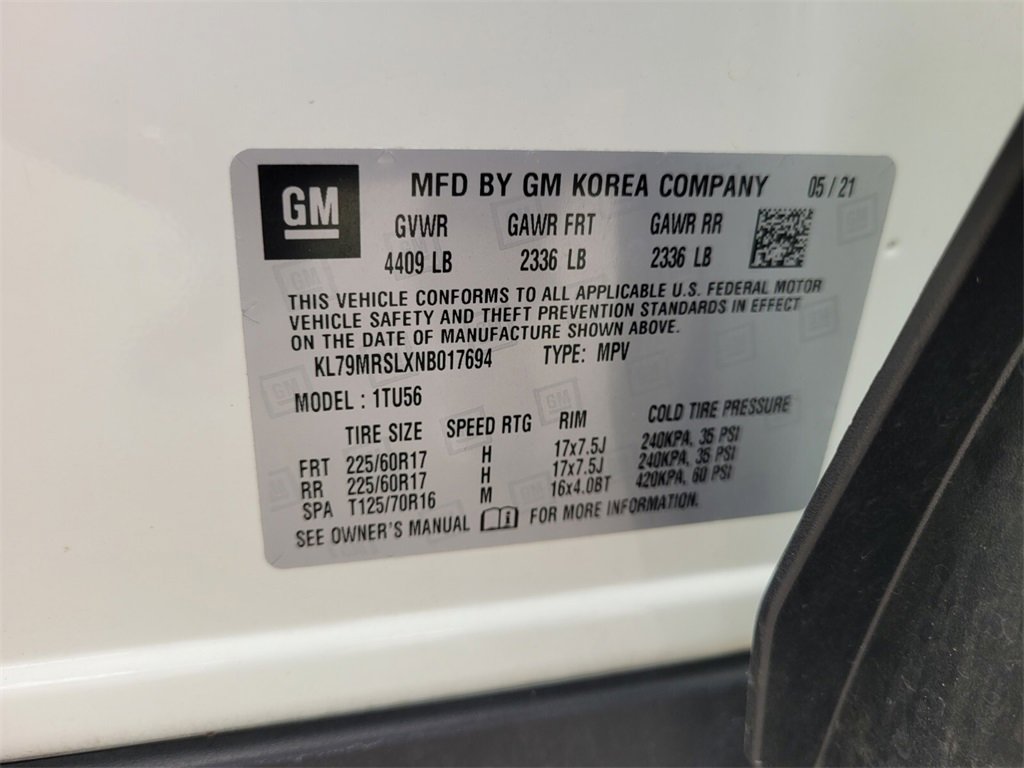 GM
MFD BY GM KOREA COMPANY 05/21
GVWR GAWR FRT GAWR RR
4409 LB 2336 LB 2336 LB
THIS VEHICLE CONFORMS TO ALL APPLICABLE U.S. FEDERAL MOTOR
VEHICLE SAFETY AND THEFT PREVENTION STANDARDS IN EFFECT
ON THE DATE OF MANUFACTURE SHOWN ABOVE.
KL79MRSLXNB017694 TYPE: MPV
MODEL : 1TU56
TIRE SIZE SPEED RTG RIM COLD TIRE PRESSURE
FRT 225/60R17 H 17x7.5J 240KPA, 35 PSI
RR 225/60R17 H 17x7.5J 240KPA, 35 PSI
SPA T125/70R16 M 16x4.0BT 420KPA, 60 PSI
SEE OWNER'S MANUAL FOR MORE INFORMATION.